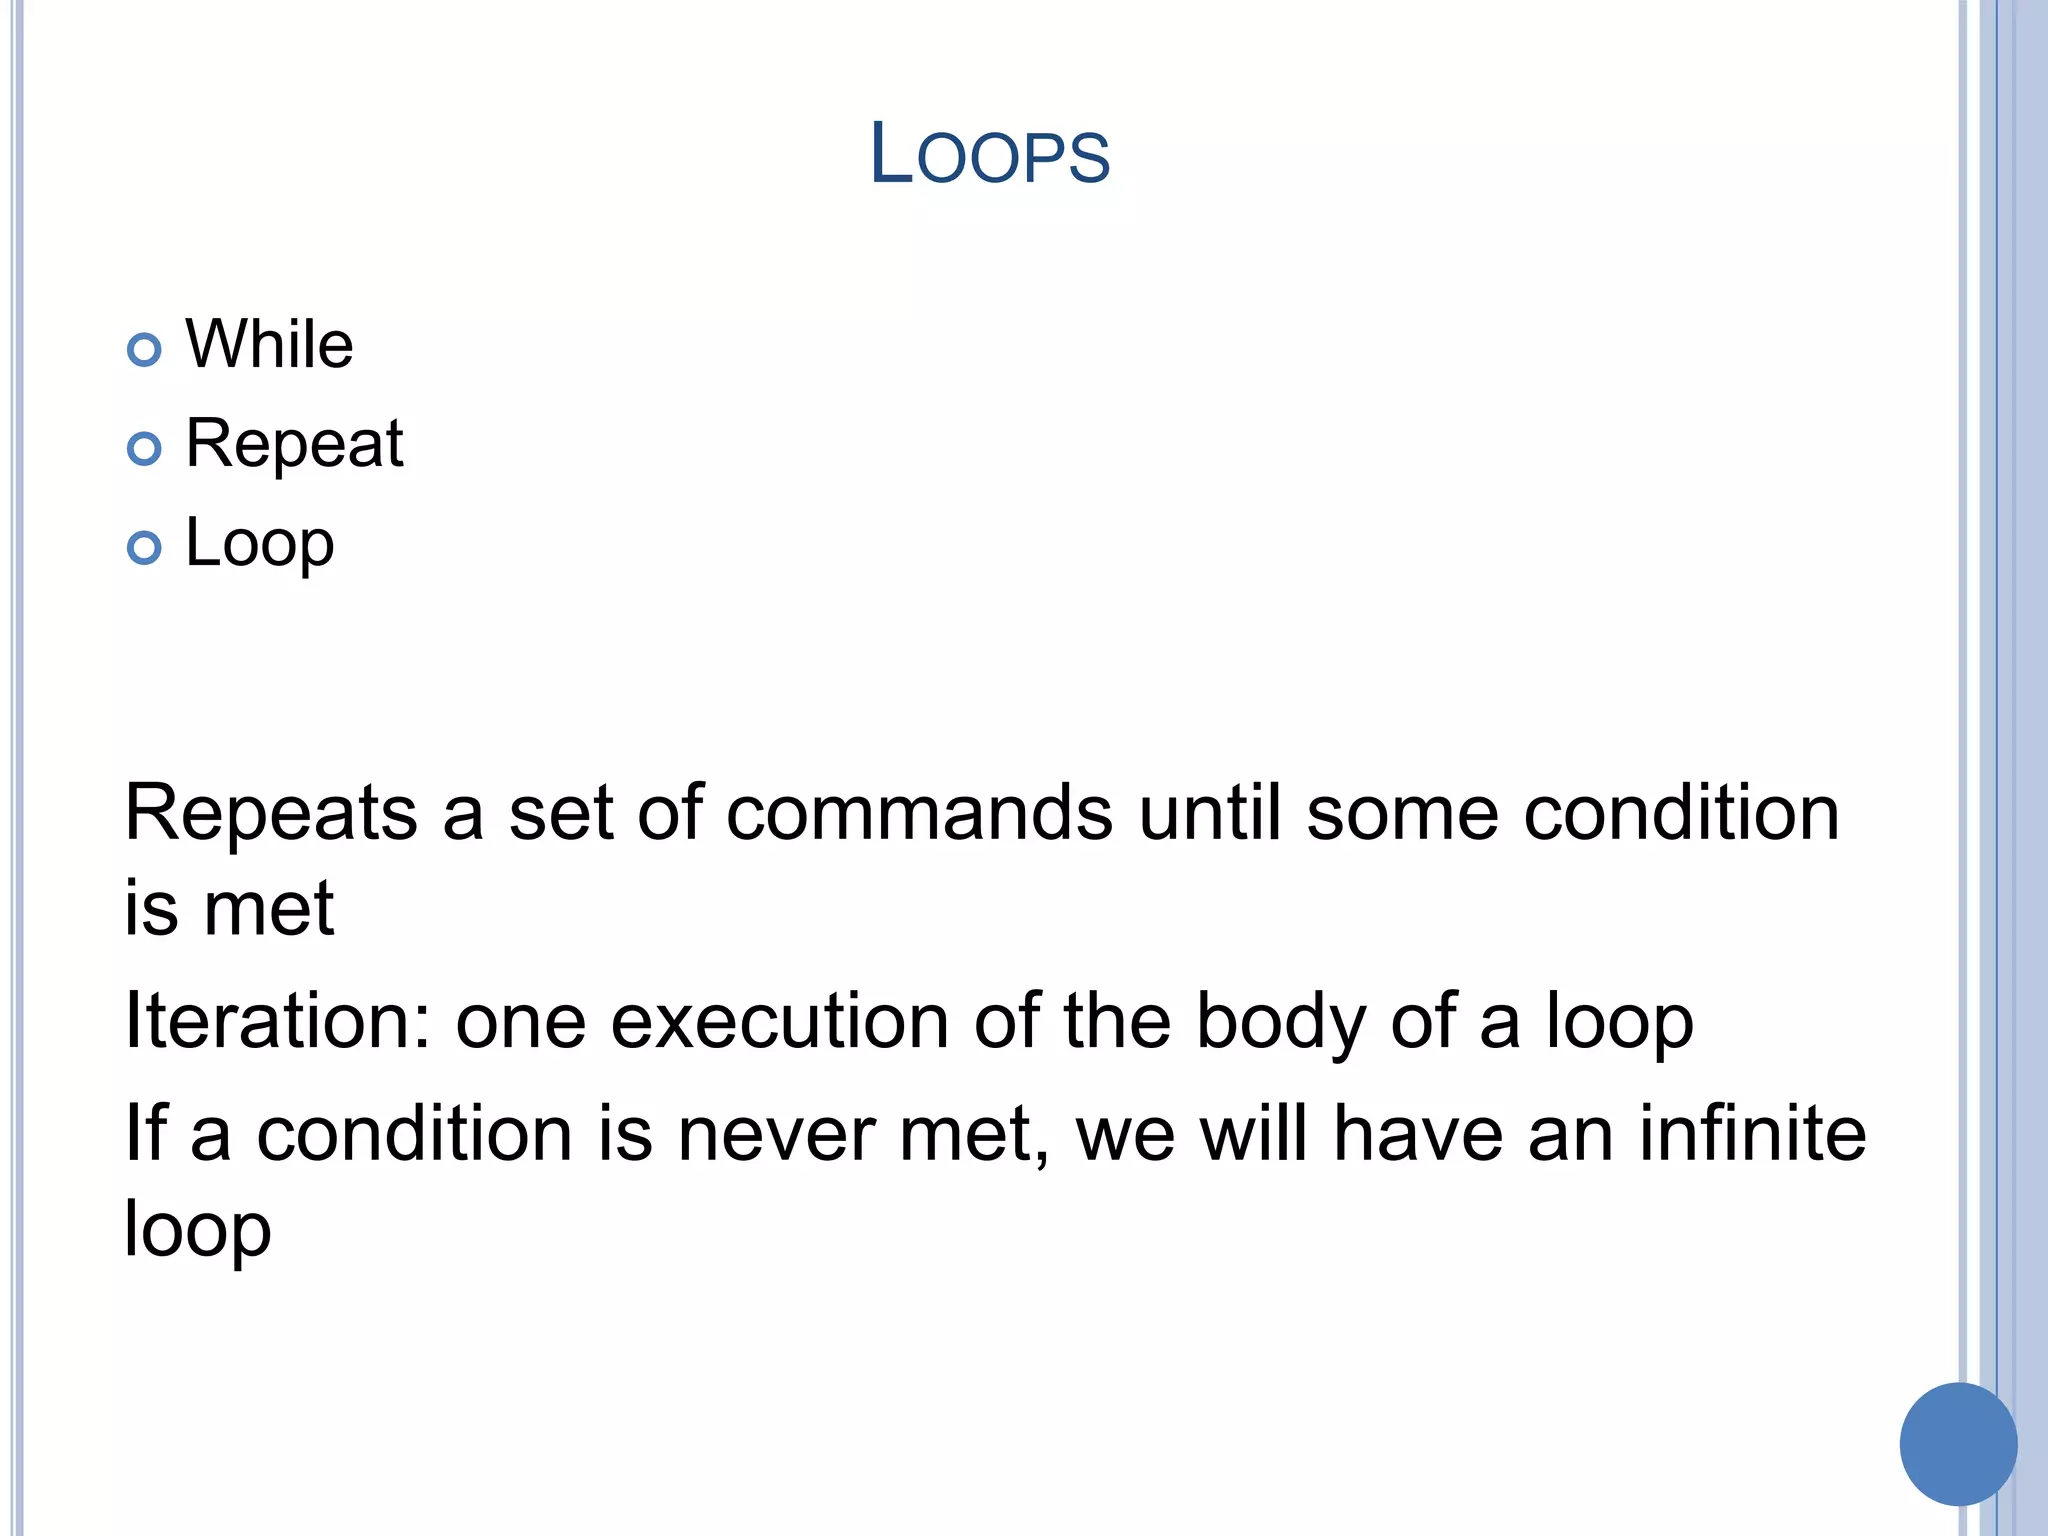 LOOPS
While
Repeat
Loop
Repeats a set of commands until some condition
is met
Iteration: one execution of the body of a loop
If a condition is never met, we will have an infinite
loop